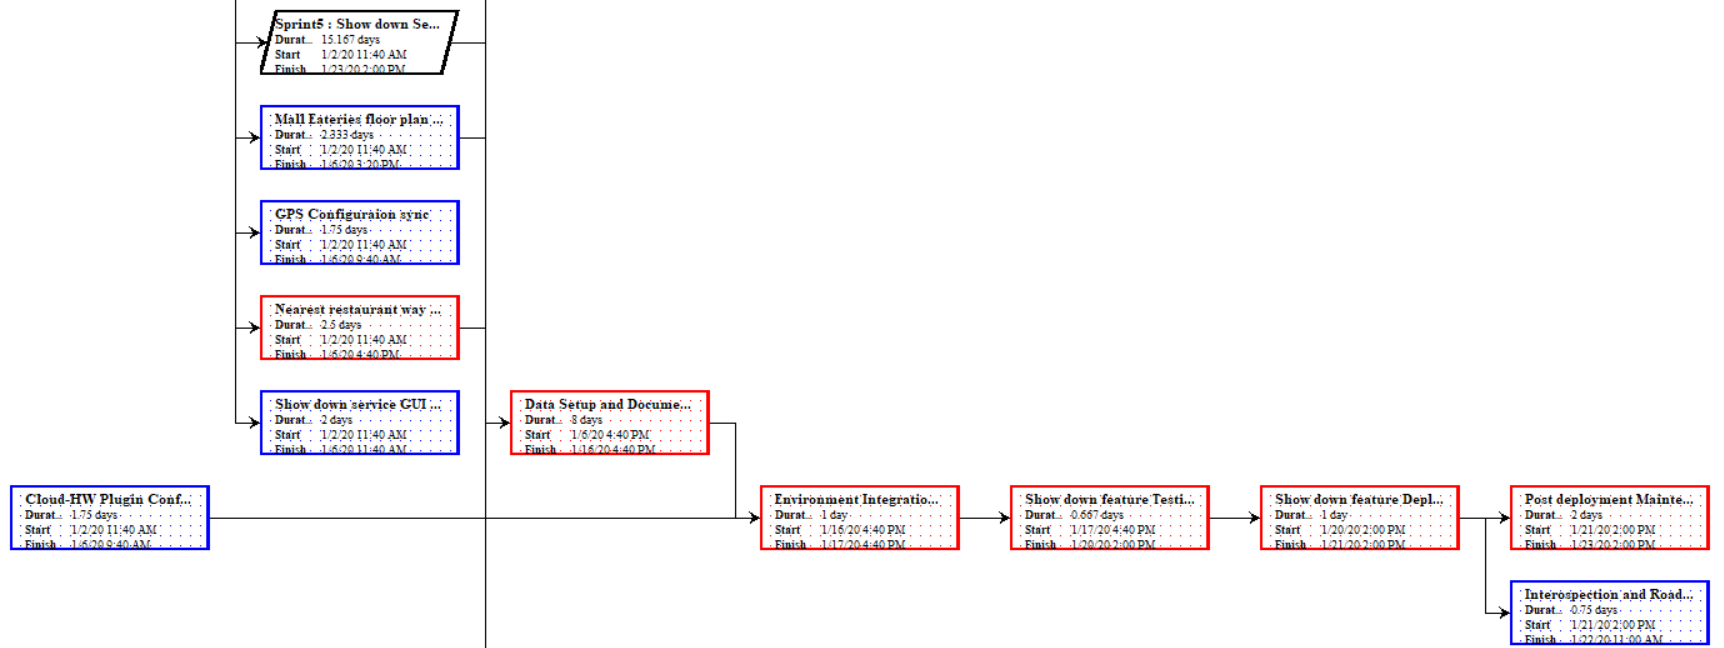 Sprint5 : Show down Se...
Durat... 15.167 days
Start 1/2/20 11:40 AM
Finish 1/23/20 2:00 PM
Mall Eateries floor plan ...
Durat... 2.333 days
Start 1/2/20 11:40 AM
Finish 1/6/20 3:20 PM
GPS Configuraion sync
Durat... 1.75 days
Start 1/2/20 11:40 AM
Finish 1/6/20 9:40 AM
Nearest restaurant way ...
Durat... 2.5 days
Start 1/2/20 11:40 AM
Finish 1/6/20 4:40 PM
Show down service GUI ...
Durat... 2 days
Start 1/2/20 11:40 AM
Finish 1/6/20 11:40 AM
Data Setup and Docume...
Durat... 8 days
Start 1/6/20 4:40 PM
Finish 1/16/20 4:40 PM
Cloud-HW Plugin Conf...
Durat... 1.75 days
Start 1/2/20 11:40 AM
Finish 1/6/20 9:40 AM
Environment Integratio...
Durat... 1 day
Start 1/16/20 4:40 PM
Finish 1/17/20 4:40 PM
Show down feature Testi...
Durat... 0.667 days
Start 1/17/20 4:40 PM
Finish 1/20/20 2:00 PM
Show down feature Depl...
Durat... 1 day
Start 1/20/20 2:00 PM
Finish 1/21/20 2:00 PM
Post deployment Mainte...
Durat... 2 days
Start 1/21/20 2:00 PM
Finish 1/23/20 2:00 PM
Interospection and Road...
Durat... 0.75 days
Start 1/21/20 2:00 PM
Finish 1/22/20 11:00 AM